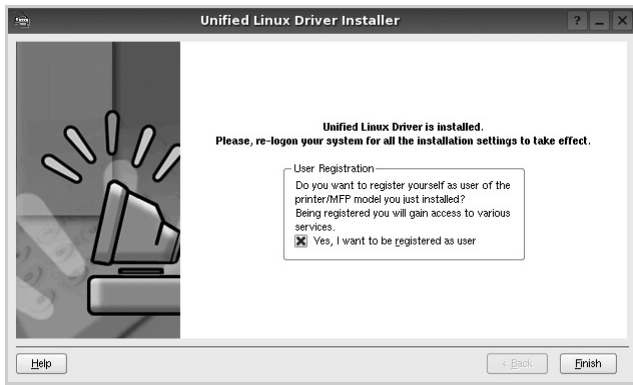 Unified Linux Driver Installer
Unified Linux Driver is installed.
Please, re-logon your system for all the installation settings to take effect.
User Registration
Do you want to register yourself as user of the
printer/MFP model you just installed?
Being registered you will gain access to various
services.
Yes, I want to be registered as user
Help
< Back
Finish